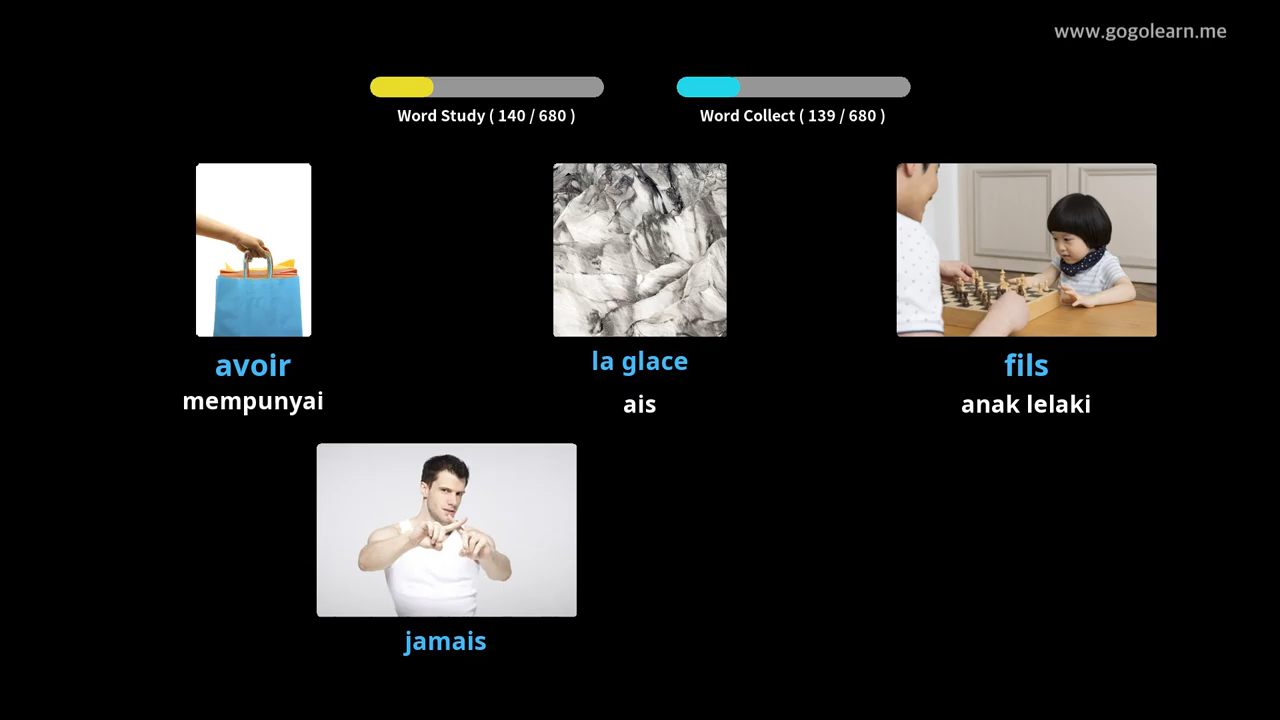 www.gogolearn.me
Word Study ( 140 / 680 )
Word Collect ( 139 / 680 )
avoir
mempunyai
la glace
ais
fils
anak lelaki
jamais